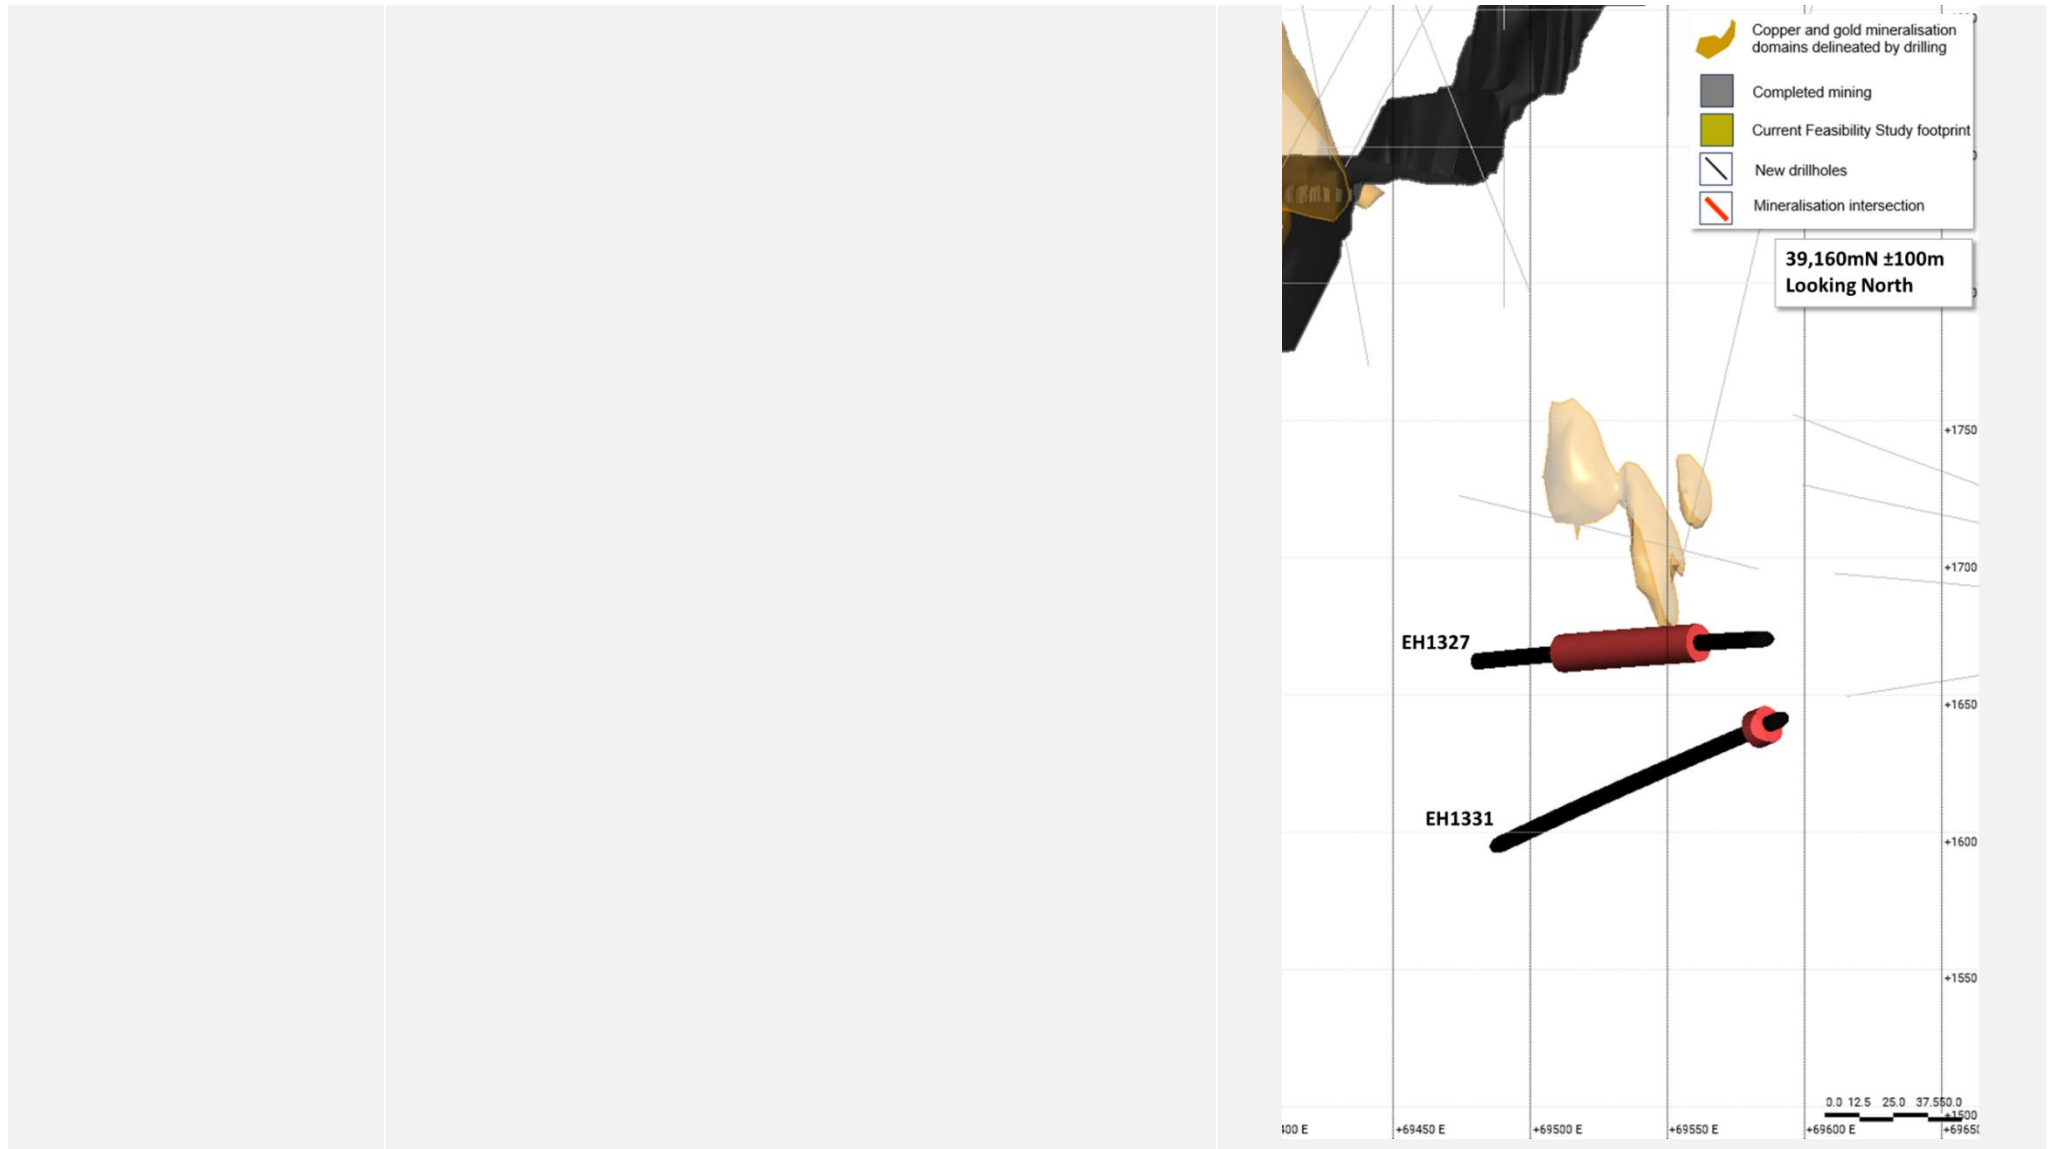 Copper and gold mineralisation
domains delineated by drilling
Completed mining
Current Feasibility Study footprint
New drillholes
Mineralisation intersection
39,160mN ±100m
Looking North
+1750
+1700
EH1327
+1650
EH1331
+1600
+1550
0.0 12.5 25.0 37.550.0
+1500
+69450 E
+69500 E
+69550 E
+69600 E